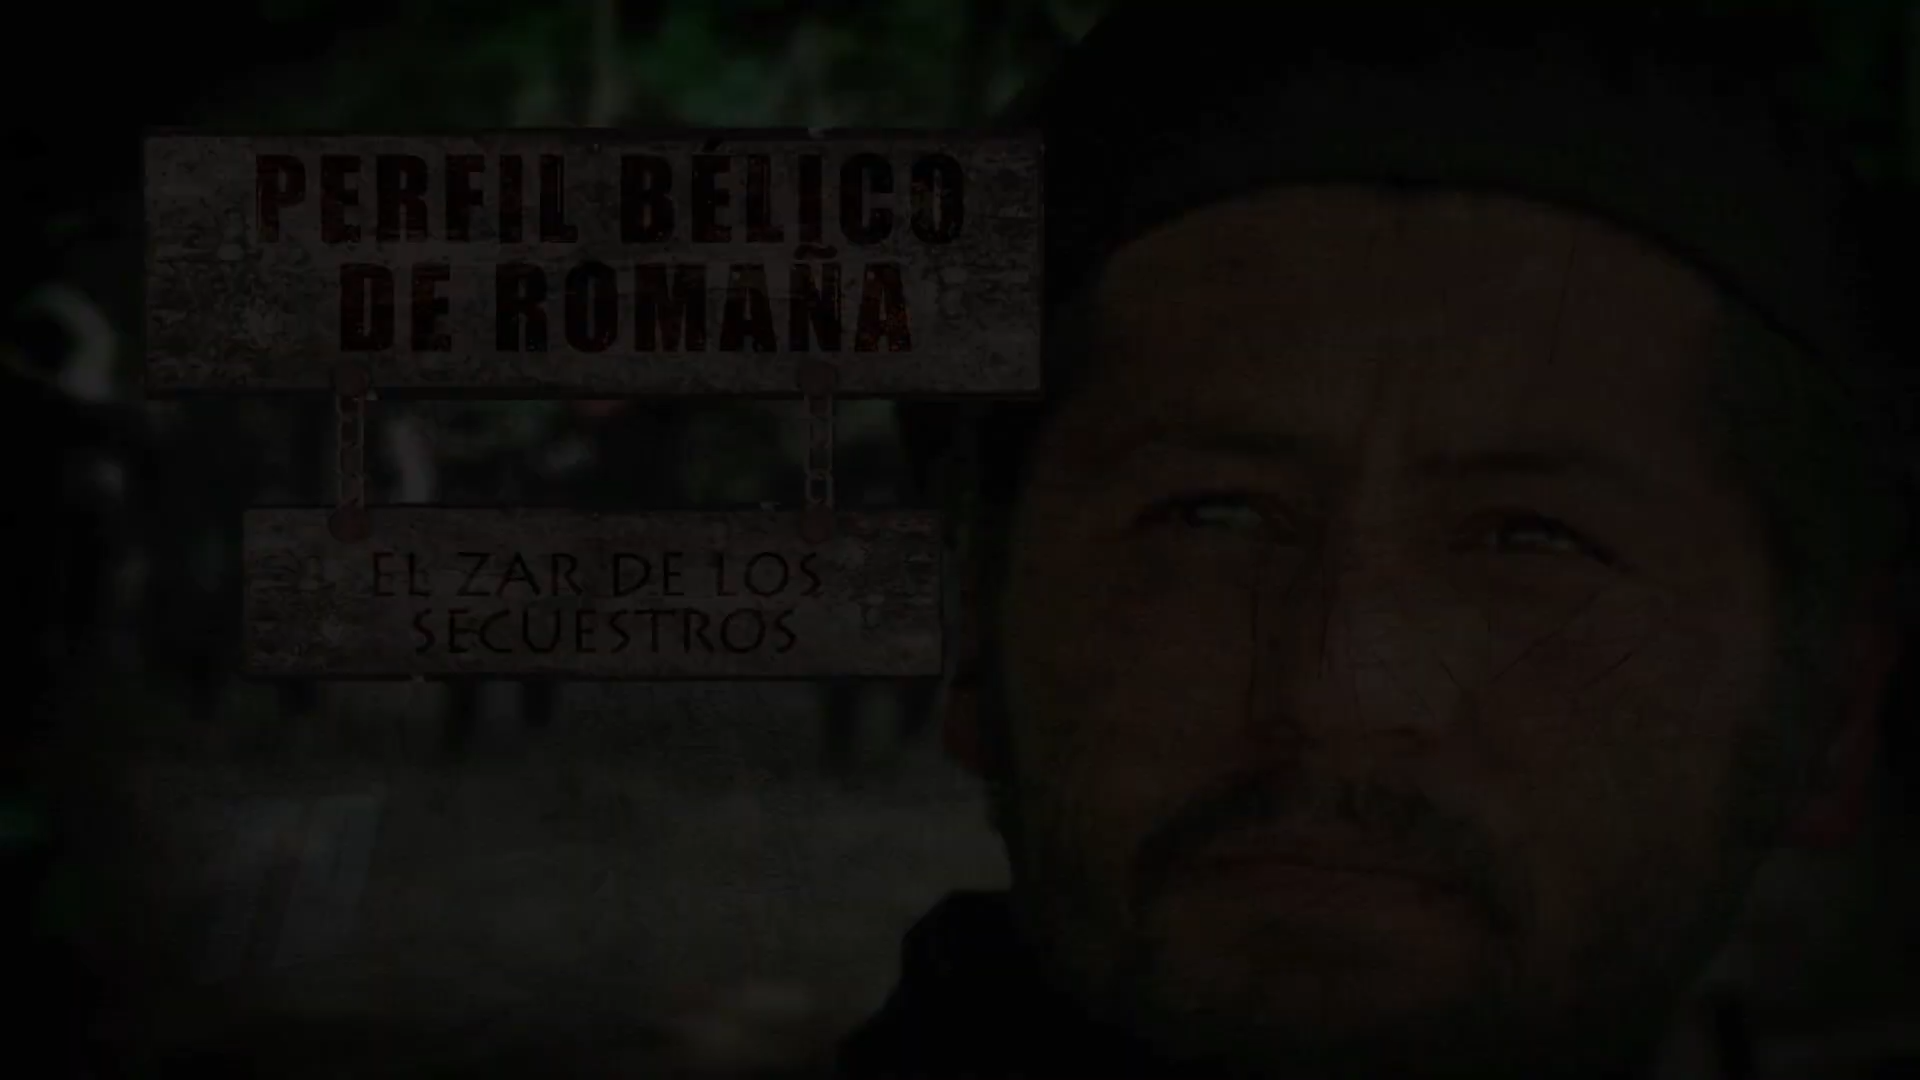 PERFIL BÉLICO
DE ROMAÑA
EL ZAR DE LOS
SECUESTROS